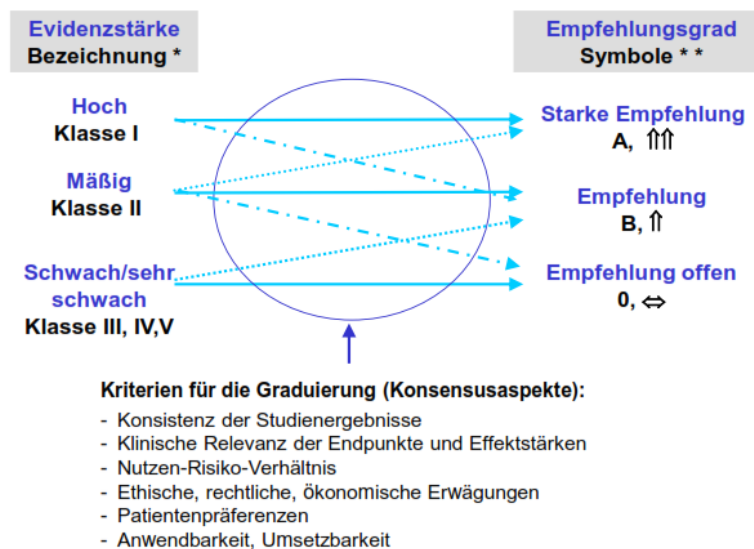 Evidenzstärke
Bezeichnung *
Empfehlungsgrad
Symbole * *
Hoch
Klasse I
Starke Empfehlung
A, ⇑⇑
Mäßig
Klasse II
Empfehlung
B, ⇑
Schwach/sehr
schwach
Klasse III, IV,V
Empfehlung offen
0, ⇔
Kriterien für die Graduierung (Konsensusaspekte):
- Konsistenz der Studienergebnisse
- Klinische Relevanz der Endpunkte und Effektstärken
- Nutzen-Risiko-Verhältnis
- Ethische, rechtliche, ökonomische Erwägungen
- Patientenpräferenzen
- Anwendbarkeit, Umsetzbarkeit